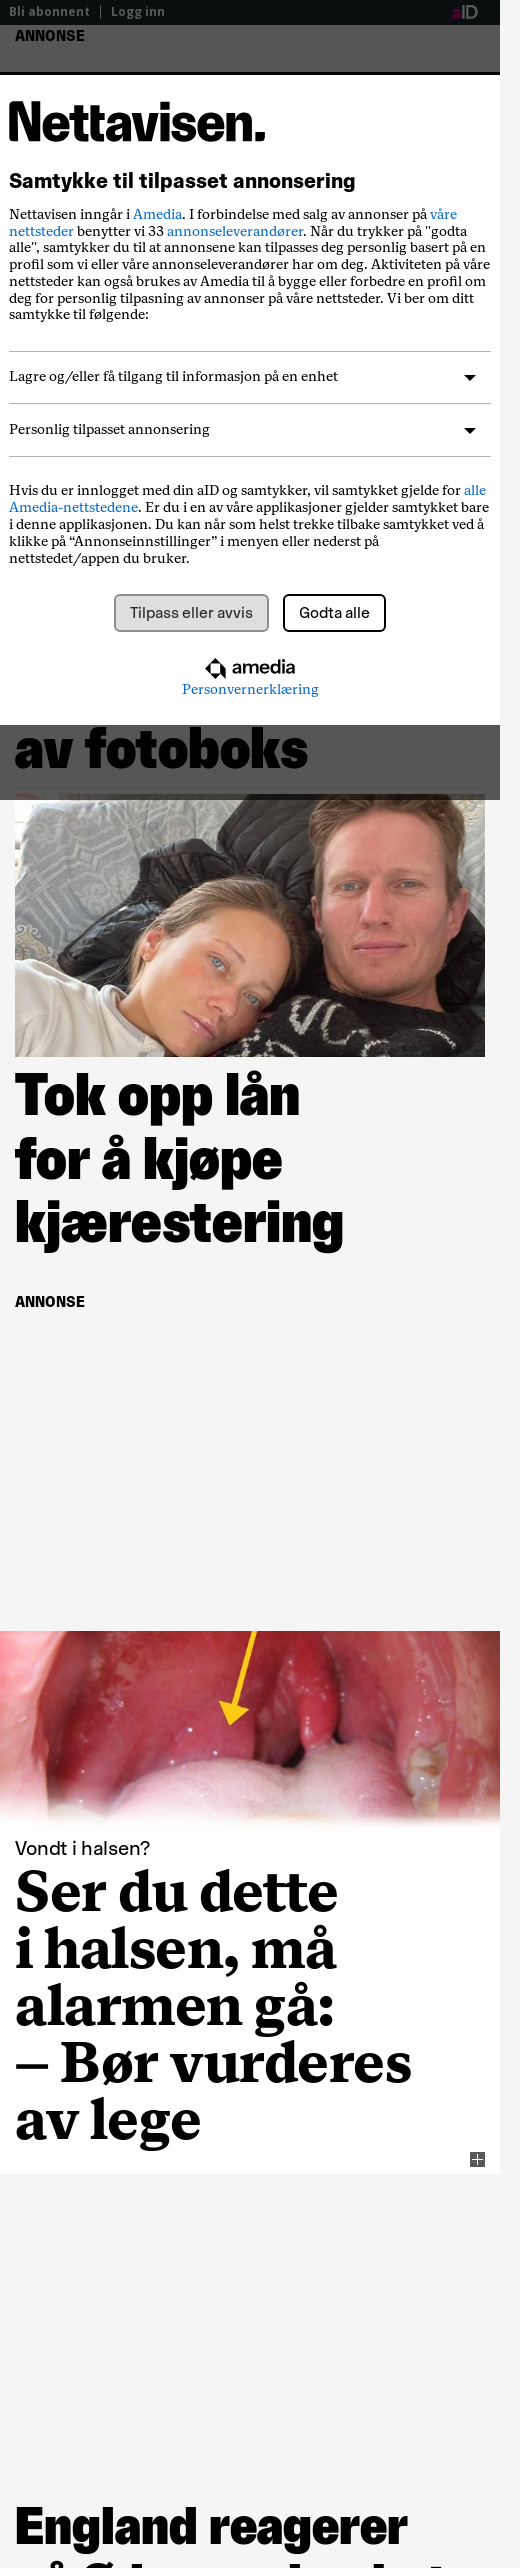 Bli abonnent | Logg inn aID
ANNONSE
Nettavisen.
Samtykke til tilpasset annonsering
Nettavisen inngår i Amedia. I forbindelse med salg av annonser på våre
nettsteder benytter vi 33 annonseleverandører. Når du trykker på "godta
alle", samtykker du til at annonsene kan tilpasses deg personlig basert på en
profil som vi eller våre annonseleverandører har om deg. Aktiviteten på våre
nettsteder kan også brukes av Amedia til å bygge eller forbedre en profil om
deg for personlig tilpasning av annonser på våre nettsteder. Vi ber om ditt
samtykke til følgende:
Lagre og/eller få tilgang til informasjon på en enhet
Personlig tilpasset annonsering
Hvis du er innlogget med din aID og samtykker, vil samtykket gjelde for alle
Amedia-nettstedene. Er du i en av våre applikasjoner gjelder samtykket bare
i denne applikasjonen. Du kan når som helst trekke tilbake samtykket ved å
klikke på “Annonseinnstillinger” i menyen eller nederst på
nettstedet/appen du bruker.
Tilpass eller avvis Godta alle
amedia
Personvernerklæring
av fotoboks
Tok opp lån
for å kjøpe
kjærestering
ANNONSE
Vondt i halsen?
Ser du dette
i halsen, må
alarmen gå:
– Bør vurderes
av lege
England reagerer